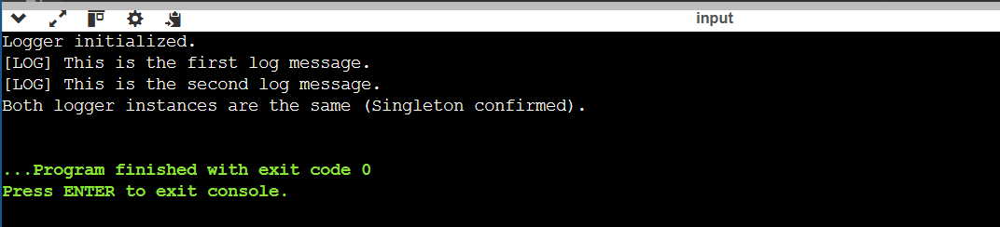 input
Logger initialized.
[LOG] This is the first log message.
[LOG] This is the second log message.
Both logger instances are the same (Singleton confirmed).
...Program finished with exit code 0
Press ENTER to exit console.